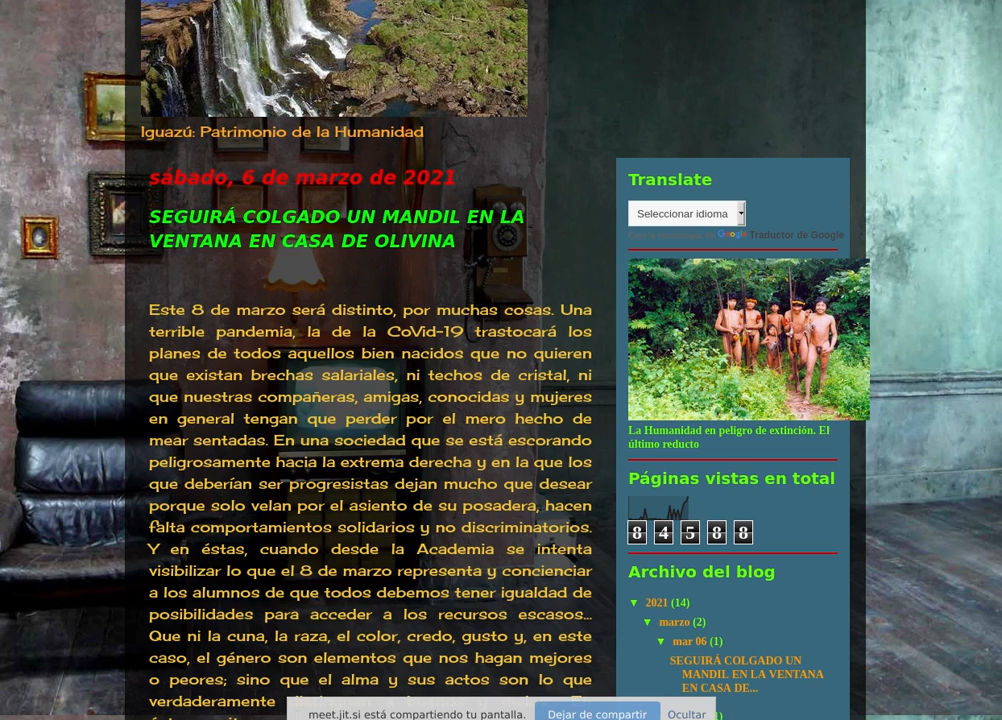 Iguazú: Patrimonio de la Humanidad
sábado, 6 de marzo de 2021
SEGUIRÁ COLGADO UN MANDIL EN LA
VENTANA EN CASA DE OLIVINA
Este 8 de marzo será distinto, por muchas cosas. Una
terrible pandemia, la de la CoVid-19 trastocará los
planes de todos aquellos bien nacidos que no quieren
que existan brechas salariales, ni techos de cristal, ni
que nuestras compañeras, amigas, conocidas y mujeres
en general tengan que perder por el mero hecho de
mear sentadas. En una sociedad que se está escorando
peligrosamente hacia la extrema derecha y en la que los
que deberían ser progresistas dejan mucho que desear
porque solo velan por el asiento de su posadera, hacen
falta comportamientos solidarios y no discriminatorios.
Y en éstas, cuando desde la Academia se intenta
visibilizar lo que el 8 de marzo representa y concienciar
a los alumnos de que todos debemos tener igualdad de
posibilidades para acceder a los recursos escasos...
Que ni la cuna, la raza, el color, credo, gusto y, en este
caso, el género son elementos que nos hagan mejores
o peores; sino que el alma y sus actos son lo que
verdaderamente
Translate
Seleccionar idioma
Google Traductor de Google
La Humanidad en peligro de extinción. El
último reducto
Páginas vistas en total
8 4 5 8 8
Archivo del blog
▼ 2021 (14)
▼ marzo (2)
▼ mar 06 (1)
SEGUIRÁ COLGADO UN
MANDIL EN LA VENTANA
EN CASA DE...
meet.jit.si está compartiendo tu pantalla. Dejar de compartir Ocultar